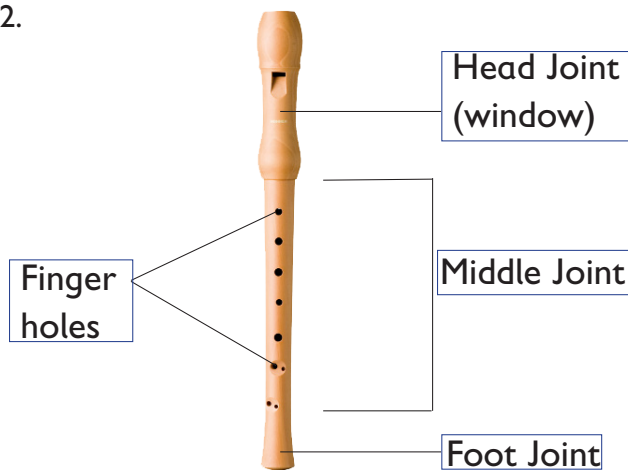 2.
Head Joint
(window)
Finger
holes
Middle Joint
Foot Joint